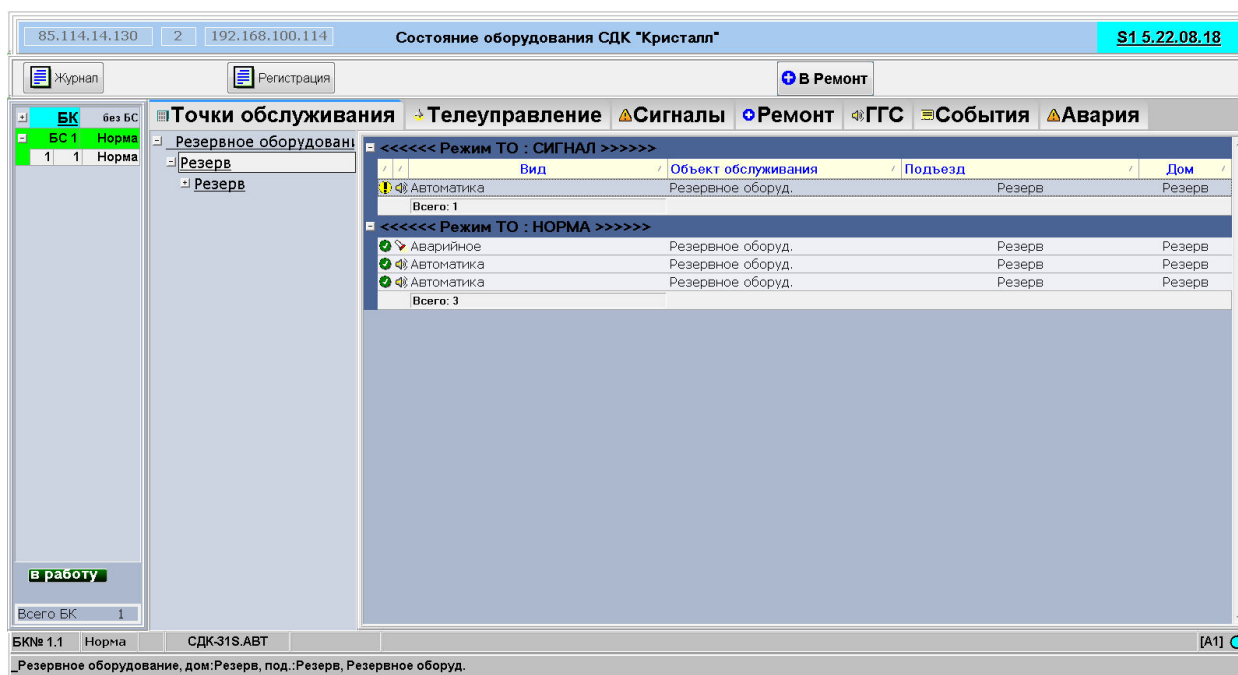 85.114.14.130 2 192.168.100.114 Состояние оборудования СДК "Кристалл" S1 5.22.08.18
Журнал Регистрация В Ремонт
БК без БС
БС 1 Норма
1 1 Норма
Точки обслуживания Телеуправление Сигналы Ремонт ГГС События Авария
Резервное оборудовані
Резерв
Резерв
<<<<<< Режим ТО : СИГНАЛ >>>>>>
Вид Объект обслуживания Подъезд Дом
Автоматика Резервное оборуд. Резерв Резерв
Всего: 1
<<<<<< Режим ТО : НОРМА >>>>>>
Аварийное Резервное оборуд. Резерв Резерв
Автоматика Резервное оборуд. Резерв Резерв
Автоматика Резервное оборуд. Резерв Резерв
Всего: 3
в работу
Всего БК 1
БК№ 1.1 Норма СДК-31S.АВТ [A1]
_Резервное оборудование, дом:Резерв, под.:Резерв, Резервное оборуд.